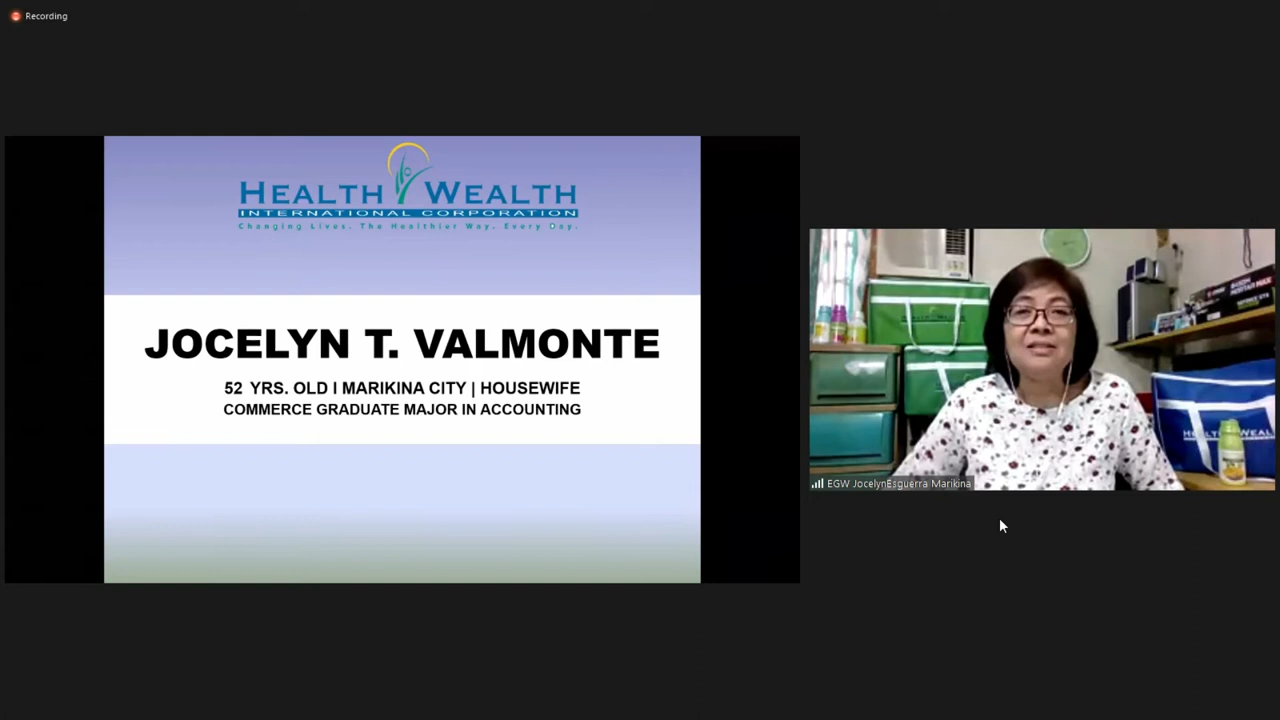 Recording
HEALTH WEALTH
INTERNATIONAL CORPORATION
Changing Lives. The Healthier Way. Every Day.
JOCELYN T. VALMONTE
52 YRS. OLD I MARIKINA CITY | HOUSEWIFE
COMMERCE GRADUATE MAJOR IN ACCOUNTING
EGW JocelynEsguerra Marikina